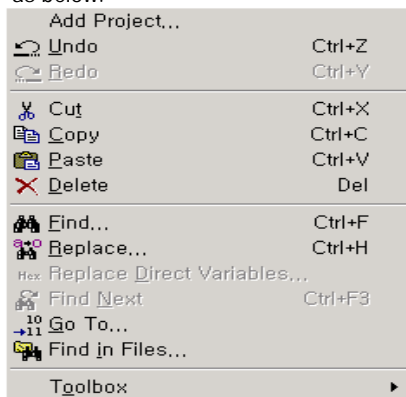 as below.
Add Project...
Undo Ctrl+Z
Redo Ctrl+Y
Cut Ctrl+X
Copy Ctrl+C
Paste Ctrl+V
Delete Del
Find... Ctrl+F
a→o Replace... Ctrl+H
Hex Replace Direct Variables...
Find Next Ctrl+F3
10 →11 Go To...
Find in Files...
Toolbox